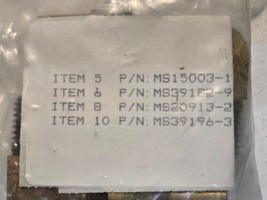 ITEM 5 P/N:MS15003-1
ITEM 6 P/N:MS39182-9
ITEM 8 P/N:MS20913-2
ITEM 10 P/N:MS39196-3